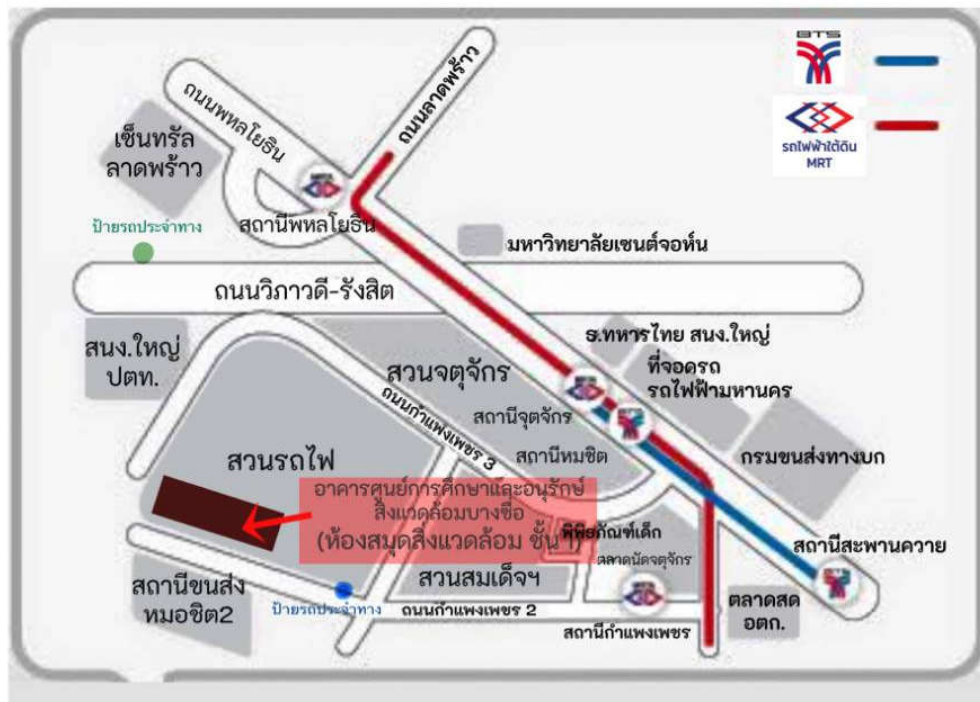 BTS
รถไฟฟ้าใต้ดิน
MRT
ถนนลาดพร้าว
ถนนพหลโยธิน
เซ็นทรัล
ลาดพร้าว
ป้ายรถประจำทาง
สถานีพหลโยธิน
มหาวิทยาลัยเซนต์จอห์น
ถนนวิภาวดี-รังสิต
ธ.ทหารไทย สนง.ใหญ่
สนง.ใหญ่
ปตท.
ที่จอดรถ
รถไฟฟ้ามหานคร
สวนจตุจักร
ถนนกำแพงเพชร 3
สถานีจุตจักร
สถานีหมชิต
กรมขนส่งทางบก
สวนรถไฟ
อาคารศูนย์การศึกษาและอนุรักษ์
สิ่งแวดล้อมบางซื่อ
(ห้องสมุดสิ่งแวดล้อม ชั้น 1)
พิพิธภัณฑ์เด็ก
ตลาดนัดจตุจักร
สถานีสะพานควาย
สวนสมเด็จฯ
สถานีขนส่ง
หมอชิต2
ป้ายรถประจำทาง
ถนนกำแพงเพชร 2
สถานีกำแพงเพชร
ตลาดสด
อตก.